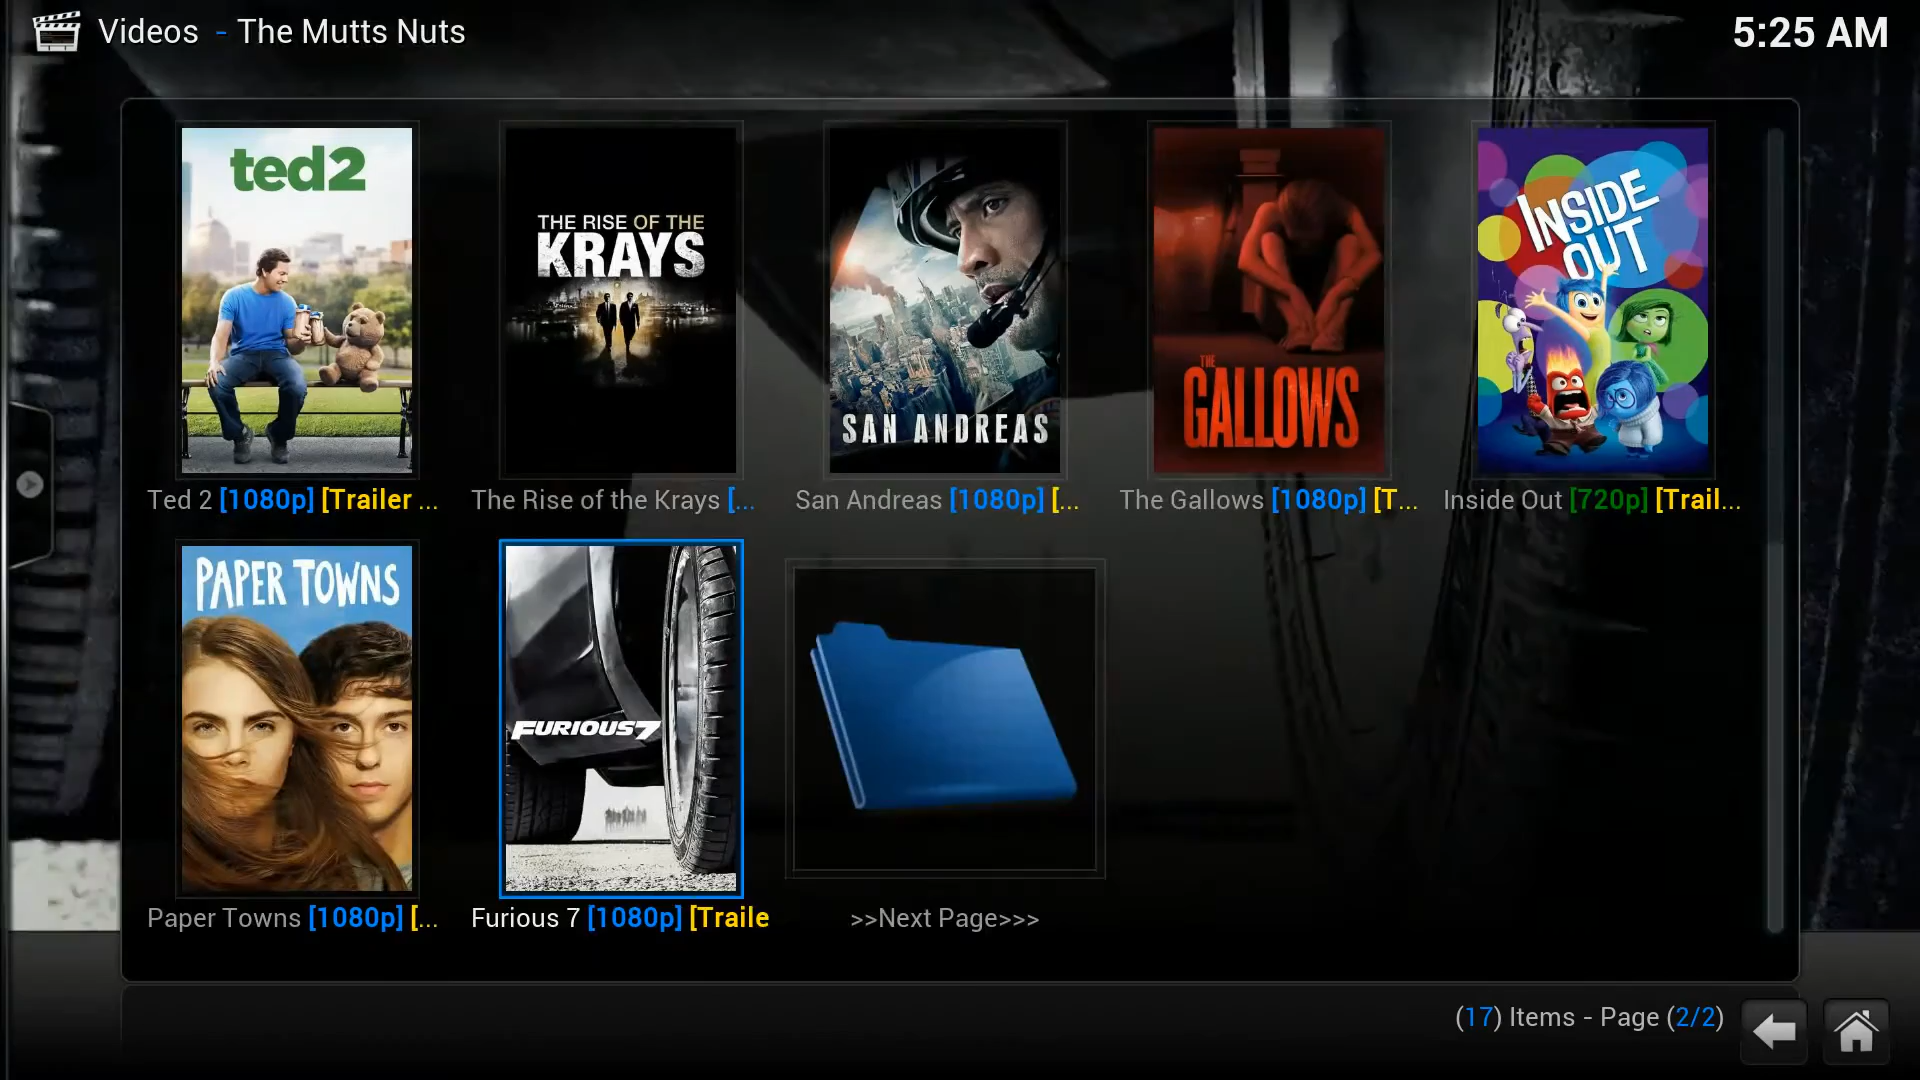 Videos - The Mutts Nuts
5:25 AM
ted2
THE RISE OF THE
KRAYS
SAN ANDREAS
THE
GALLOWS
INSIDE
OUT
Ted 2 [1080p] [Trailer ...
The Rise of the Krays [...
San Andreas [1080p] [...
The Gallows [1080p] [T...
Inside Out [720p] [Trail...
PAPER TOWNS
FURIOUS7
Paper Towns [1080p] [...
Furious 7 [1080p] [Traile
>>Next Page>>>
(17) Items - Page (2/2)